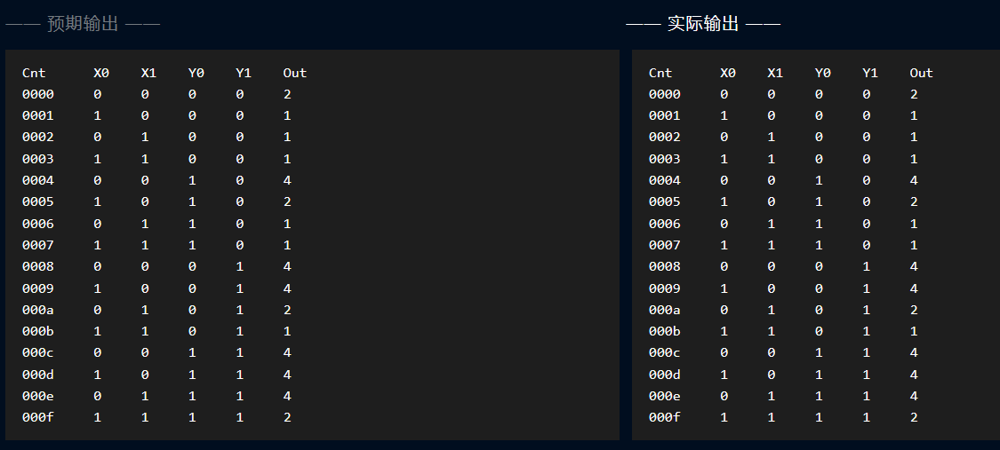 —— 预期输出 ——
Cnt X0 X1 Y0 Y1 Out
0000 0 0 0 0 2
0001 1 0 0 0 1
0002 0 1 0 0 1
0003 1 1 0 0 1
0004 0 0 1 0 4
0005 1 0 1 0 2
0006 0 1 1 0 1
0007 1 1 1 0 1
0008 0 0 0 1 4
0009 1 0 0 1 4
000a 0 1 0 1 2
000b 1 1 0 1 1
000c 0 0 1 1 4
000d 1 0 1 1 4
000e 0 1 1 1 4
000f 1 1 1 1 2
—— 实际输出 ——
Cnt X0 X1 Y0 Y1 Out
0000 0 0 0 0 2
0001 1 0 0 0 1
0002 0 1 0 0 1
0003 1 1 0 0 1
0004 0 0 1 0 4
0005 1 0 1 0 2
0006 0 1 1 0 1
0007 1 1 1 0 1
0008 0 0 0 1 4
0009 1 0 0 1 4
000a 0 1 0 1 2
000b 1 1 0 1 1
000c 0 0 1 1 4
000d 1 0 1 1 4
000e 0 1 1 1 4
000f 1 1 1 1 2